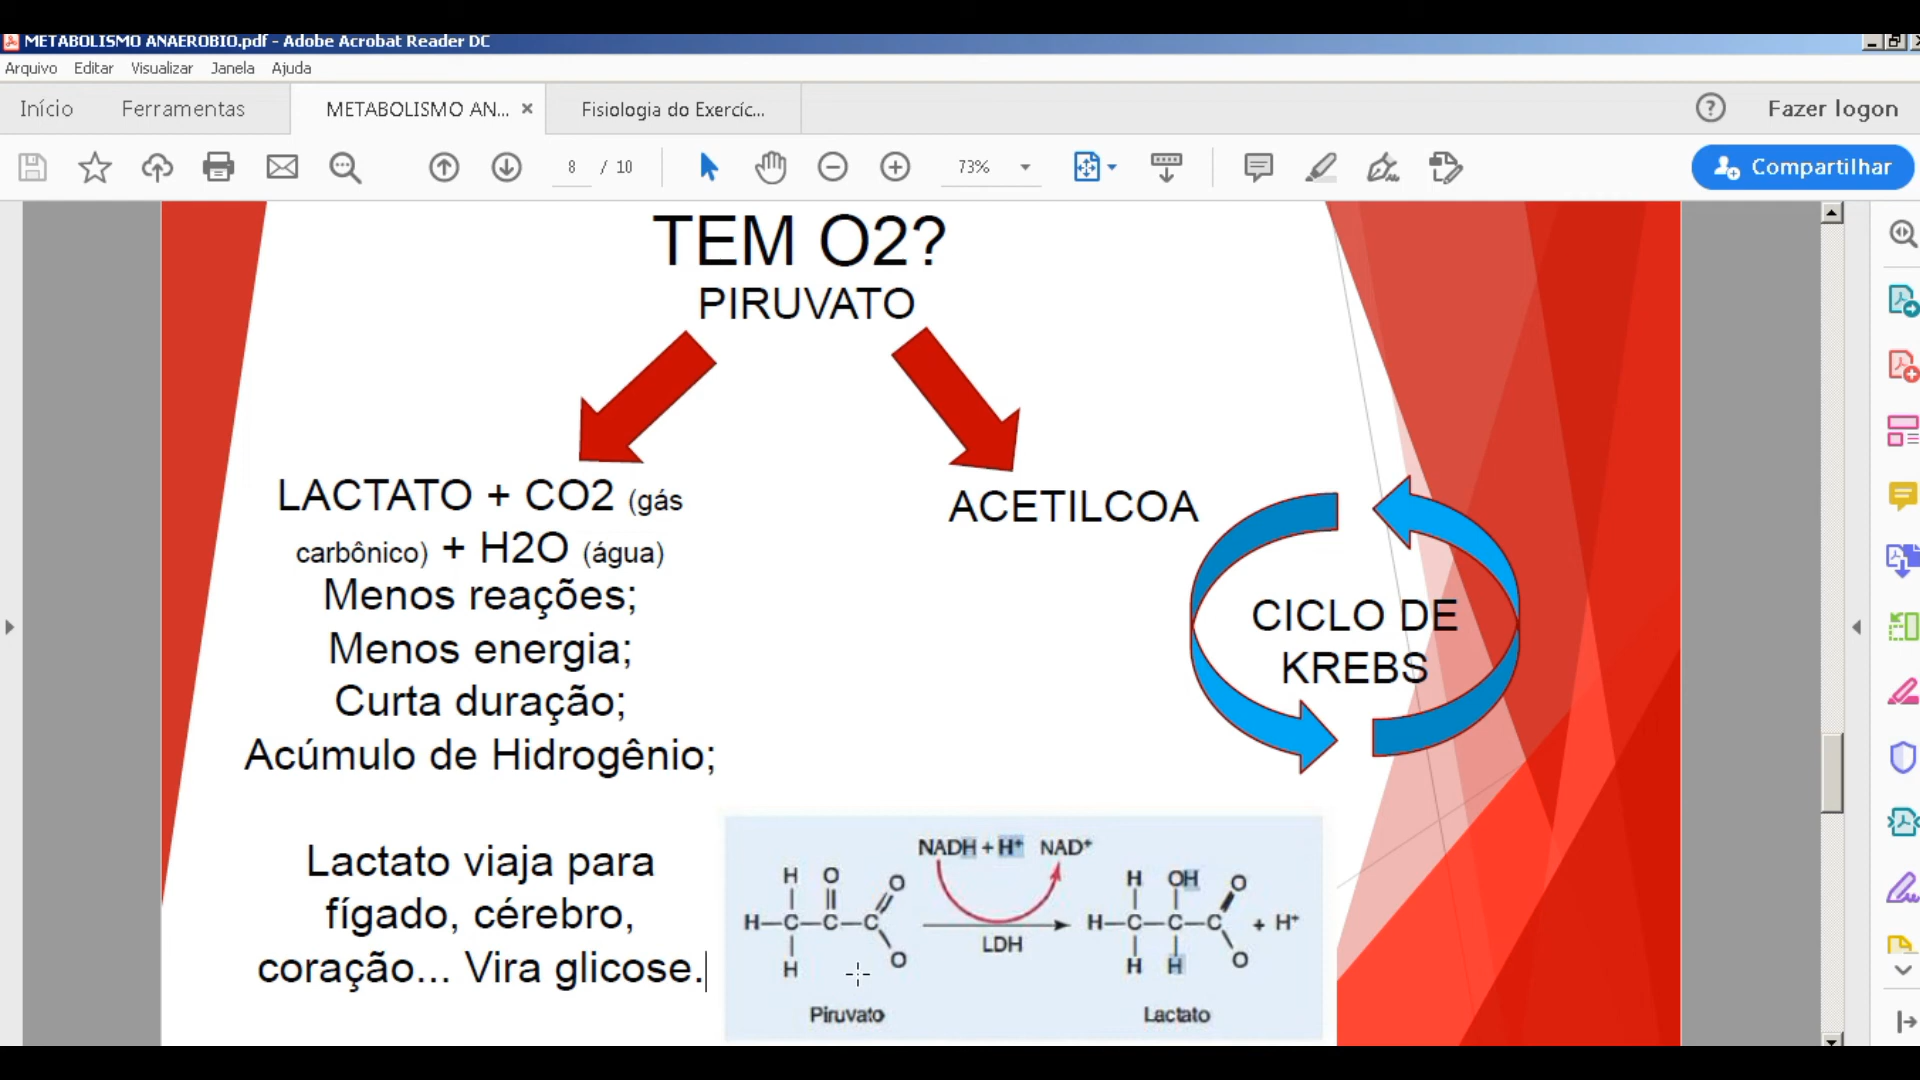 METABOLISMO ANAEROBIO.pdf - Adobe Acrobat Reader DC
Arquivo Editar Visualizar Janela Ajuda
Início Ferramentas METABOLISMO AN... × Fisiologia do Exercíc... ? Fazer logon
8 / 10 73% Compartilhar
TEM O2?
PIRUVATO
LACTATO + CO2 (gás
carbônico) + H2O (água)
Menos reações;
Menos energia;
Curta duração;
Acúmulo de Hidrogênio;
Lactato viaja para
fígado, cérebro,
coração... Vira glicose.
ACETILCOA
CICLO DE
KREBS
NADH + H⁺ NAD⁺
H O O
H—C—C—C
H O
LDH
H OH O
H—C—C—C + H⁺
H H O
Piruvato Lactato